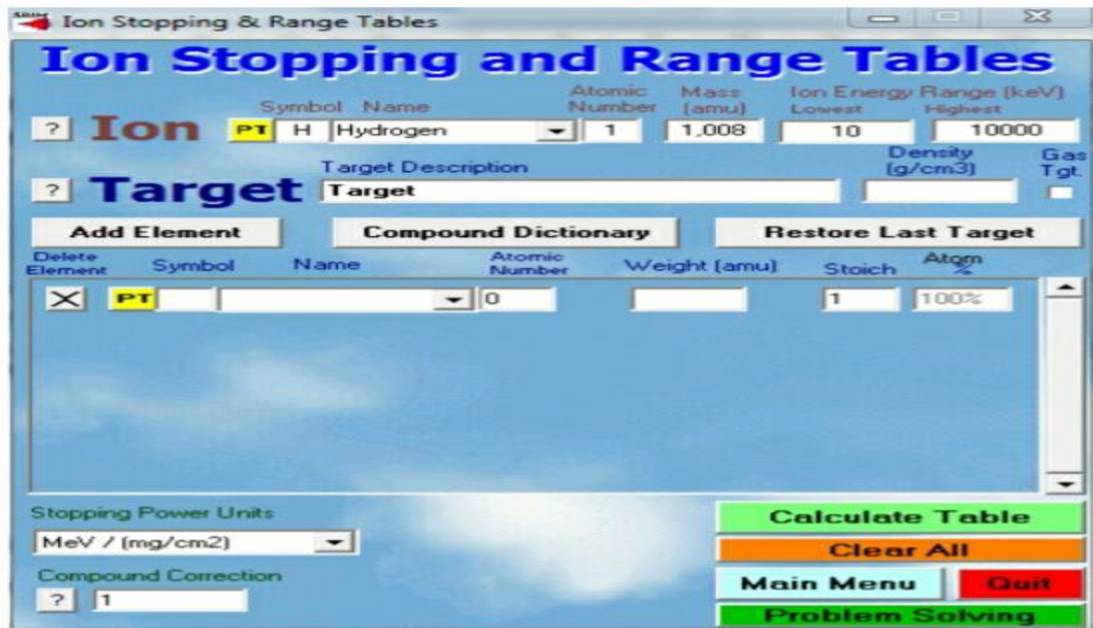 Ion Stopping & Range Tables
Ion Stopping and Range Tables
Symbol Name Atomic Number Mass (amu) Ion Energy Range (keV) Lowest Highest
? Ion PT H Hydrogen 1 1,008 10 10000
Target Description Density (g/cm3) Gas Tgt.
? Target Target
Add Element Compound Dictionary Restore Last Target
Delete Element Symbol Name Atomic Number Weight (amu) Stoich Atom %
X PT 0 1 100%
Stopping Power Units
MeV / (mg/cm2)
Compound Correction
? 1
Calculate Table
Clear All
Main Menu Quit
Problem Solving